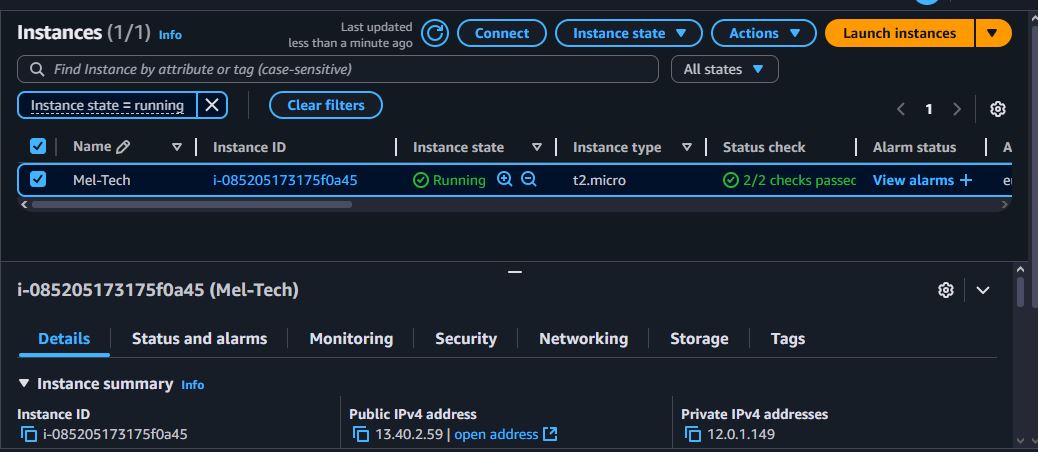 Instances (1/1) Info
Last updated
less than a minute ago
Connect
Instance state
Actions
Launch instances
Find Instance by attribute or tag (case-sensitive)
All states
Instance state = running
Clear filters
1
Name Instance ID Instance state Instance type Status check Alarm status A
Mel-Tech i-085205173175f0a45 Running t2.micro 2/2 checks passec View alarms +
i-085205173175f0a45 (Mel-Tech)
Details Status and alarms Monitoring Security Networking Storage Tags
Instance summary Info
Instance ID Public IPv4 address Private IPv4 addresses
i-085205173175f0a45 13.40.2.59 | open address 12.0.1.149